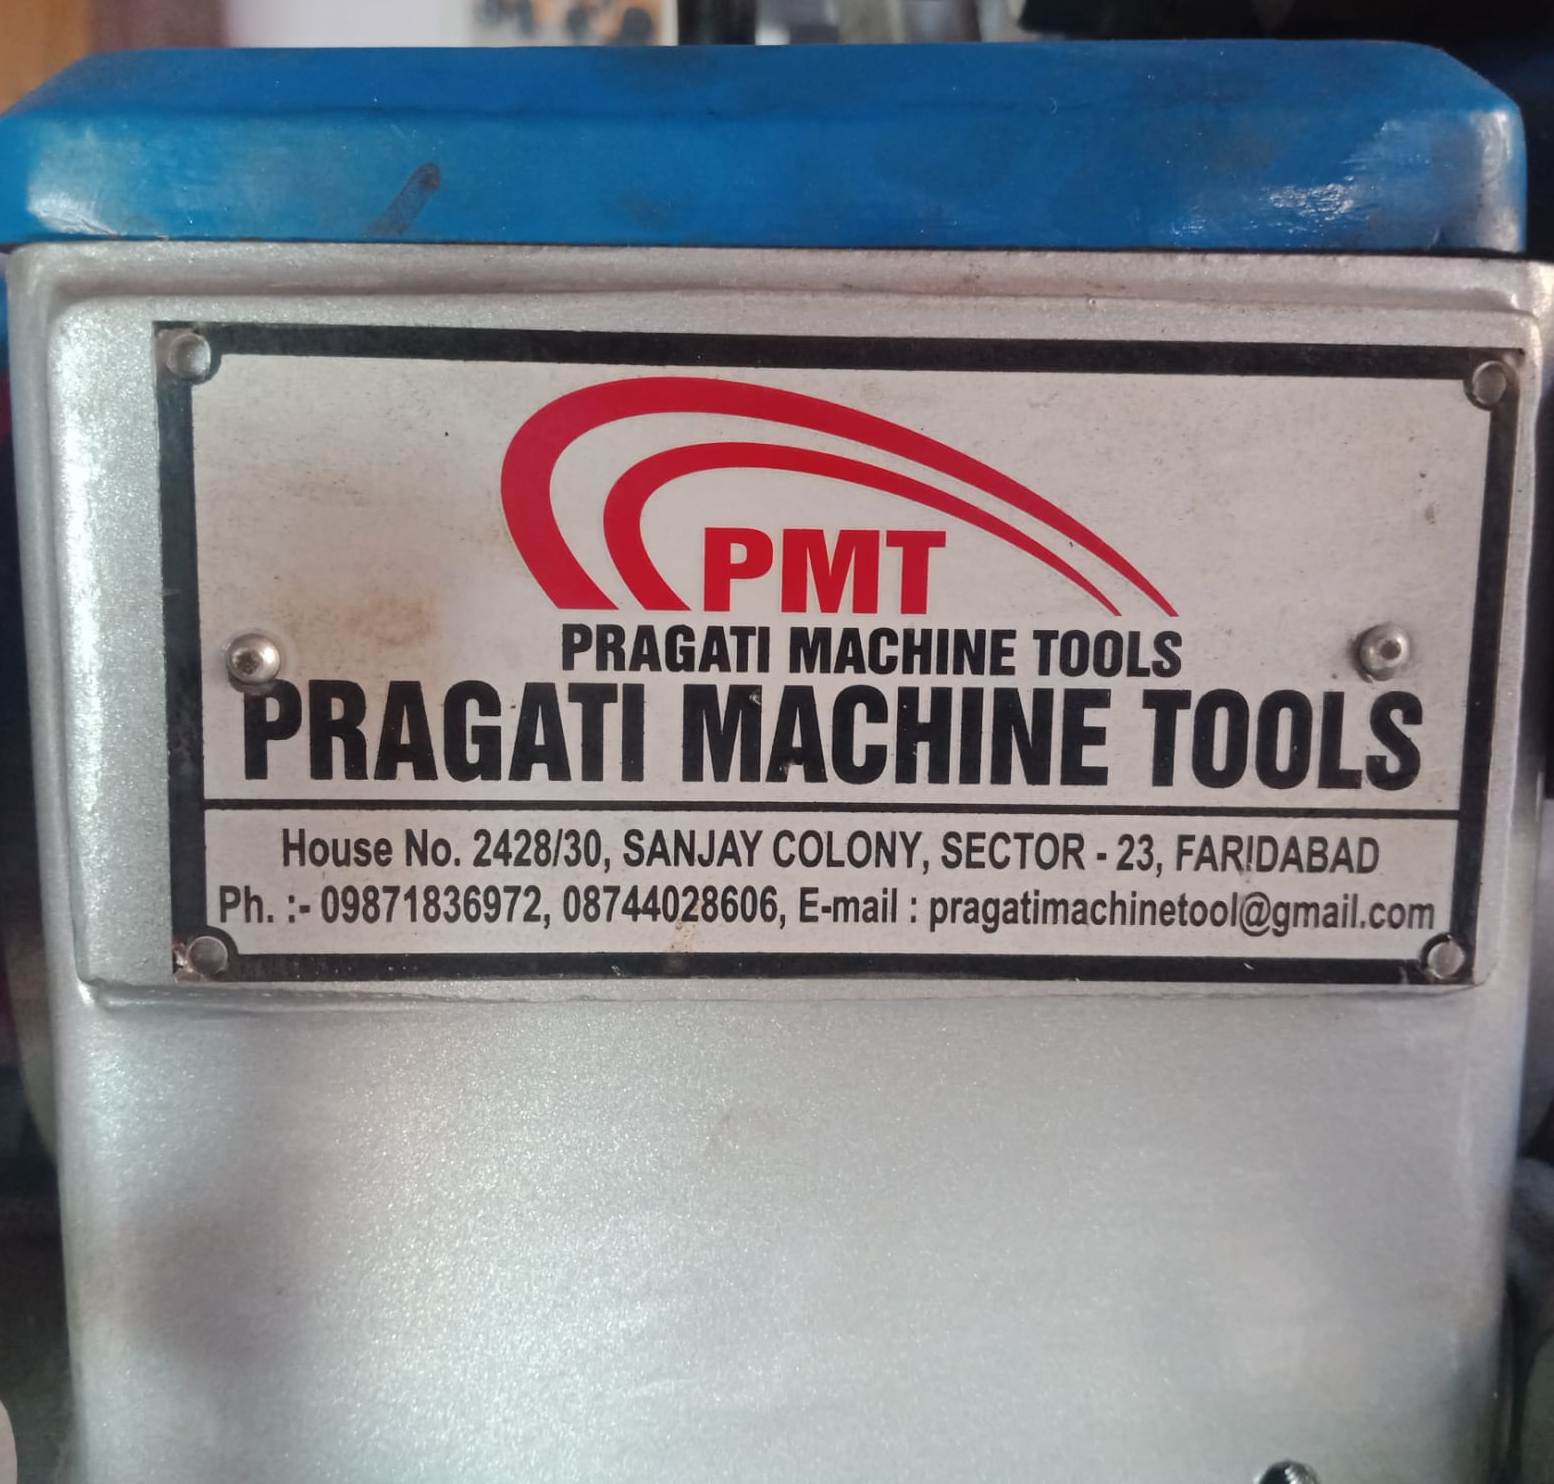 PMT
PRAGATI MACHINE TOOLS
PRAGATI MACHINE TOOLS
House No. 2428/30, SANJAY COLONY, SECTOR - 23, FARIDABAD
Ph. :- 09871836972, 08744028606, E-mail : pragatimachinetool@gmail.com